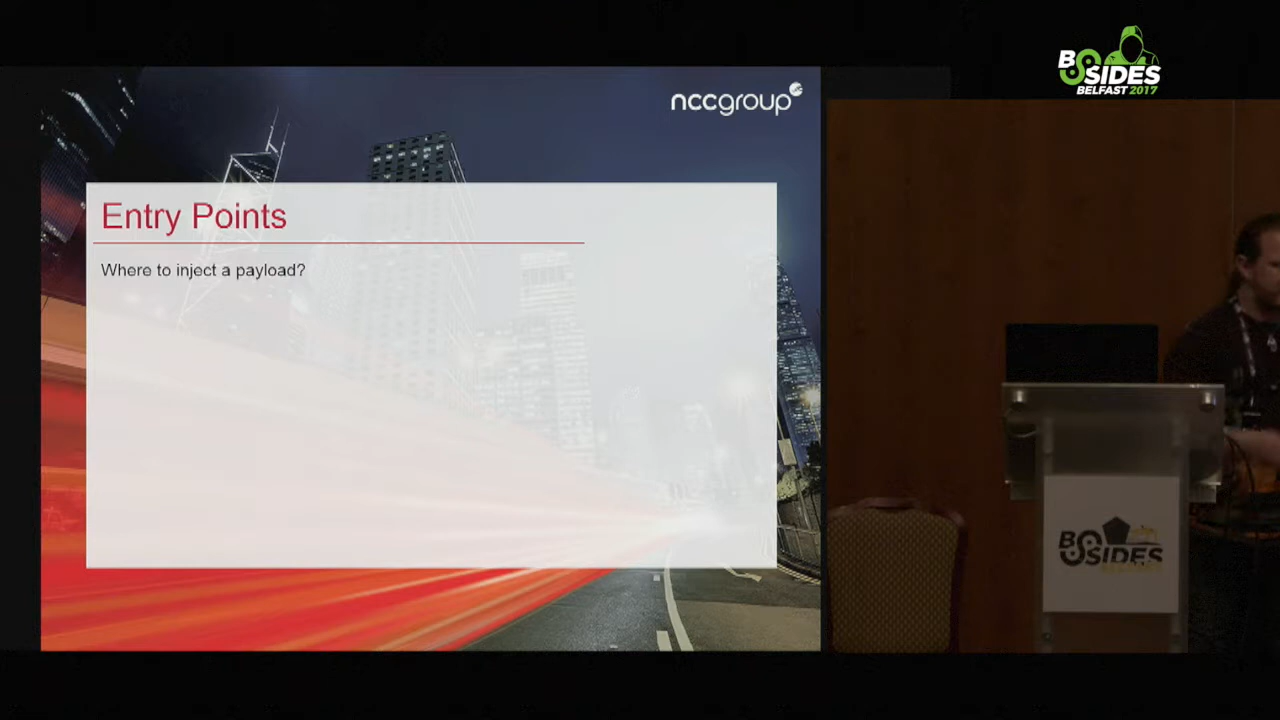 BSIDES
BELFAST 2017
nccgroup
Entry Points
Where to inject a payload?
BSIDES